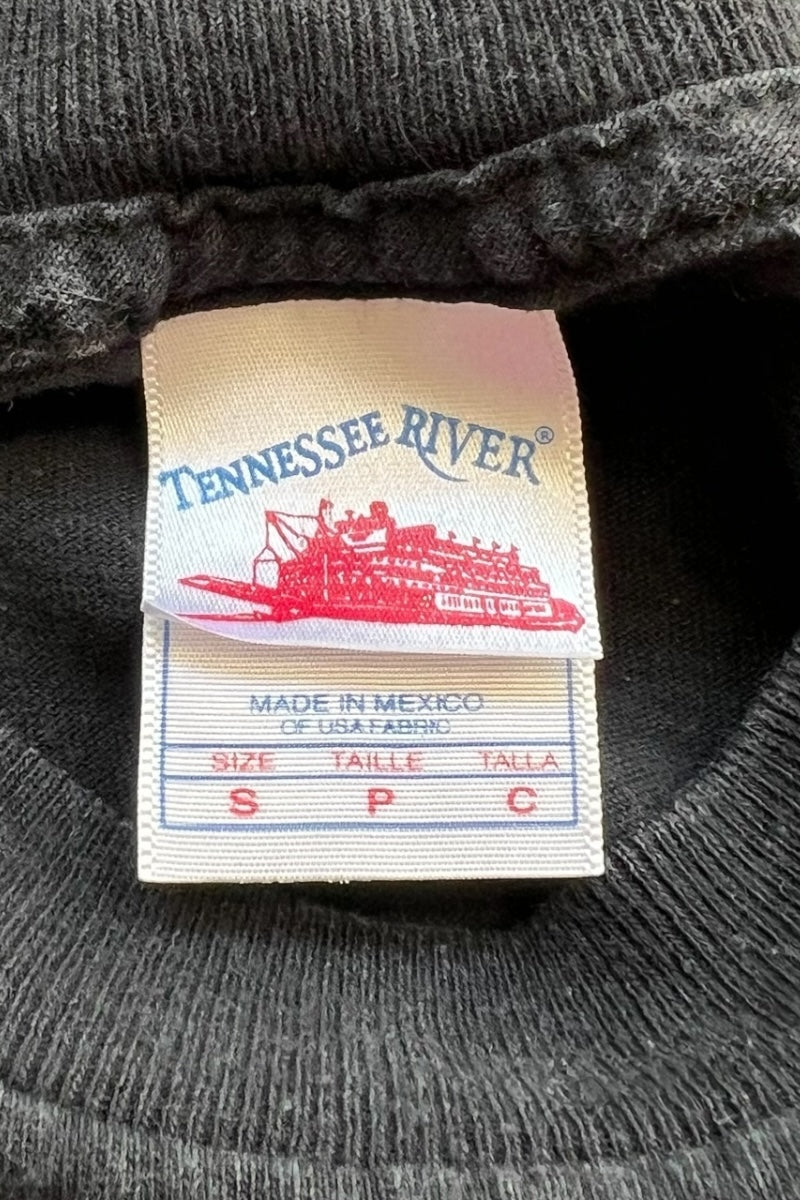 TENNESSEE RIVER®
MADE IN MEXICO
OF USA FABRIC
SIZE TAILLE TALLA
S P C